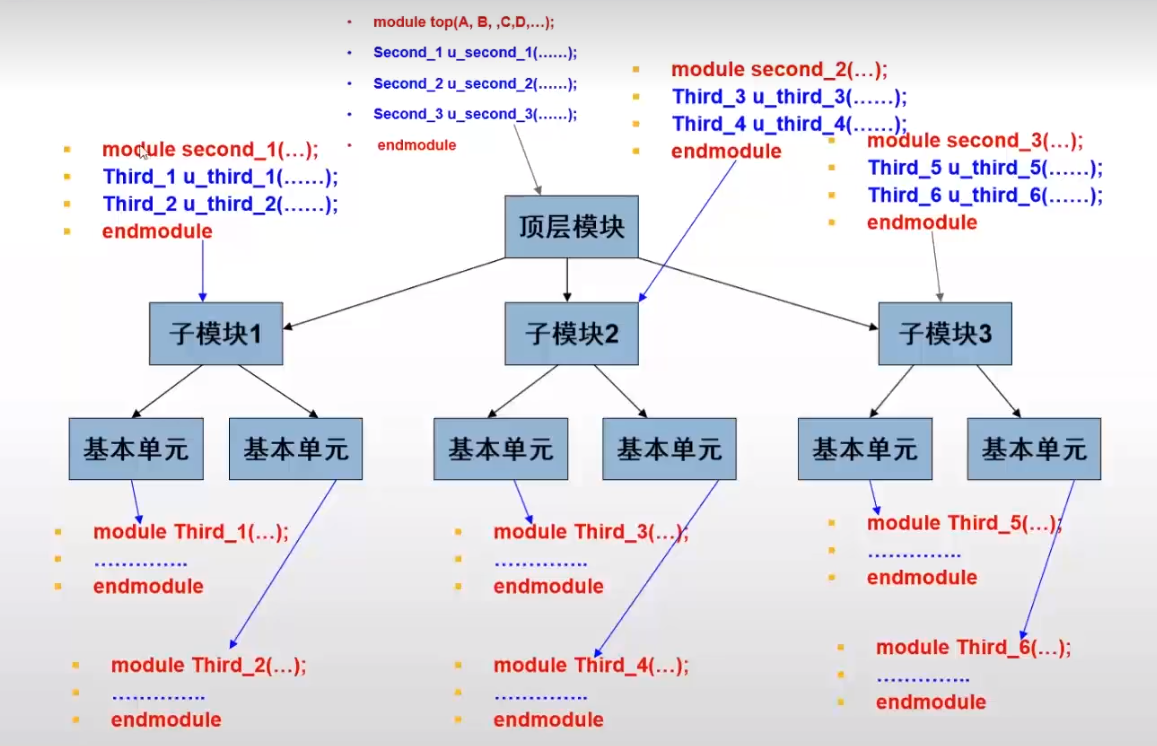 module top(A, B, ,C,D,…);
Second_1 u_second_1(……);
Second_2 u_second_2(……);
Second_3 u_second_3(……);
endmodule
module second_2(…);
Third_3 u_third_3(……);
Third_4 u_third_4(……);
endmodule
module second_1(…);
Third_1 u_third_1(……);
Third_2 u_third_2(……);
endmodule
module second_3(…);
Third_5 u_third_5(……);
Third_6 u_third_6(……);
endmodule
顶层模块
子模块1
子模块2
子模块3
基本单元
基本单元
基本单元
基本单元
基本单元
基本单元
module Third_1(…);
…………..
endmodule
module Third_3(…);
…………..
endmodule
module Third_5(…);
…………..
endmodule
module Third_2(…);
…………..
endmodule
module Third_4(…);
…………..
endmodule
module Third_6(…);
…………..
endmodule